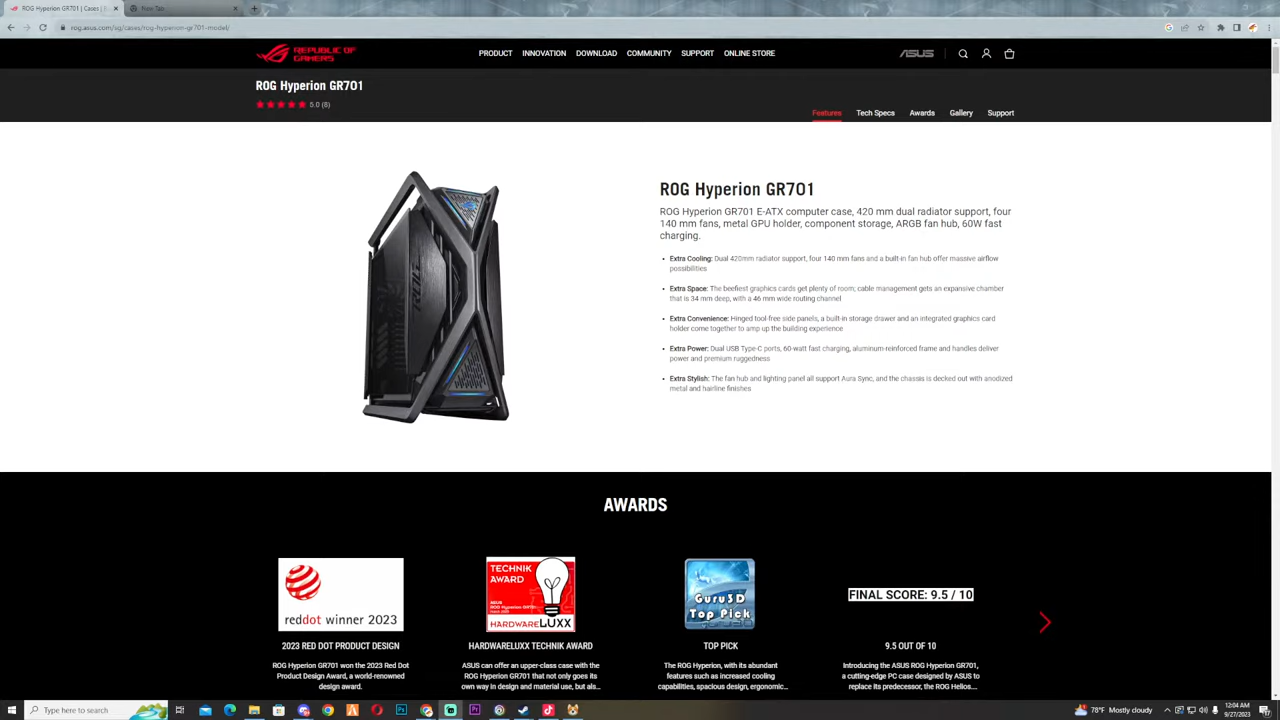 ROG Hyperion GR701 | Cases | 
New Tab
rog.asus.com/sg/cases/rog-hyperion-gr701-model/
REPUBLIC OF
GAMERS
PRODUCT INNOVATION DOWNLOAD COMMUNITY SUPPORT ONLINE STORE
ASUS
ROG Hyperion GR701
5.0 (8)
Features Tech Specs Awards Gallery Support
ROG Hyperion GR701
ROG Hyperion GR701 E-ATX computer case, 420 mm dual radiator support, four
140 mm fans, metal GPU holder, component storage, ARGB fan hub, 60W fast
charging.
Extra Cooling: Dual 420mm radiator support, four 140 mm fans and a built-in fan hub offer massive airflow
possibilities
Extra Space: The beefiest graphics cards get plenty of room; cable management gets an expansive chamber
that is 34 mm deep, with a 46 mm wide routing channel
Extra Convenience: Hinged tool-free side panels, a built-in storage drawer and an integrated graphics card
holder come together to amp up the building experience
Extra Power: Dual USB Type-C ports, 60-watt fast charging, aluminum-reinforced frame and handles deliver
power and premium ruggedness
Extra Stylish: The fan hub and lighting panel all support Aura Sync, and the chassis is decked out with anodized
metal and hairline finishes
AWARDS
reddot winner 2023
2023 RED DOT PRODUCT DESIGN
ROG Hyperion GR701 won the 2023 Red Dot
Product Design Award, a world-renowned
design award.
TECHNIK
AWARD
ASUS
ROG Hyperion GR701
HARDWARELUXX
HARDWARELUXX TECHNIK AWARD
ASUS can offer an upper-class case with the
ROG Hyperion GR701 that not only goes its
own way in design and material use, but als...
Guru3D
Top Pick
TOP PICK
The ROG Hyperion, with its abundant
features such as increased cooling
capabilities, spacious design, ergonomic...
FINAL SCORE: 9.5 / 10
9.5 OUT OF 10
Introducing the ASUS ROG Hyperion GR701,
a cutting-edge PC case designed by ASUS to
replace its predecessor, the ROG Helios....
Type here to search
78°F Mostly cloudy
12:04 AM
9/27/2023